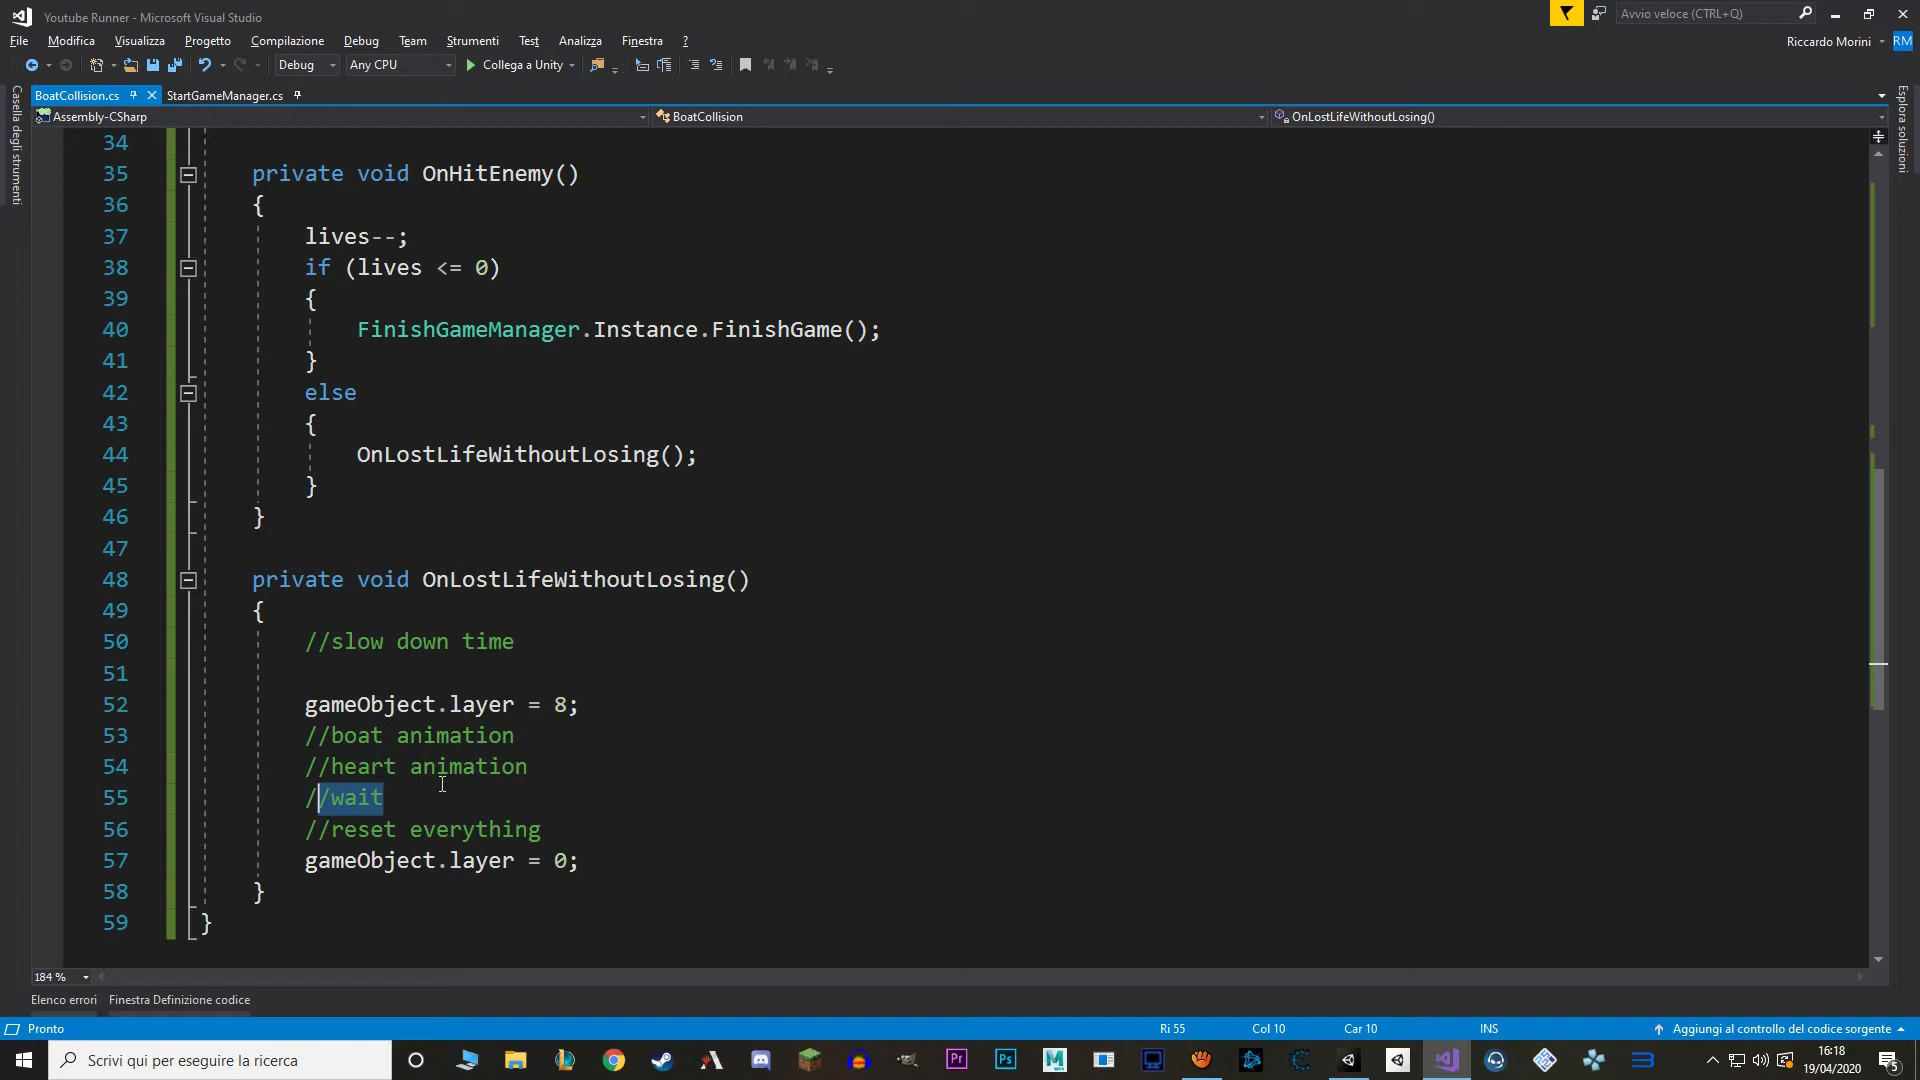 Youtube Runner - Microsoft Visual Studio
Avvio veloce (CTRL+Q)
File Modifica Visualizza Progetto Compilazione Debug Team Strumenti Test Analizza Finestra ?
Riccardo Morini RM
Debug Any CPU Collega a Unity
BoatCollision.cs StartGameManager.cs
Assembly-CSharp BoatCollision OnLostLifeWithoutLosing()
Casella degli strumenti
Esplora soluzioni
34
35 private void OnHitEnemy()
36 {
37 lives--;
38 if (lives <= 0)
39 {
40 FinishGameManager.Instance.FinishGame();
41 }
42 else
43 {
44 OnLostLifeWithoutLosing();
45 }
46 }
47
48 private void OnLostLifeWithoutLosing()
49 {
50 //slow down time
51
52 gameObject.layer = 8;
53 //boat animation
54 //heart animation
55 //wait
56 //reset everything
57 gameObject.layer = 0;
58 }
59 }
184 %
Elenco errori Finestra Definizione codice
Pronto Ri 55 Col 10 Car 10 INS Aggiungi al controllo del codice sorgente
Scrivi qui per eseguire la ricerca
Pr Ps M
16:18
19/04/2020
5